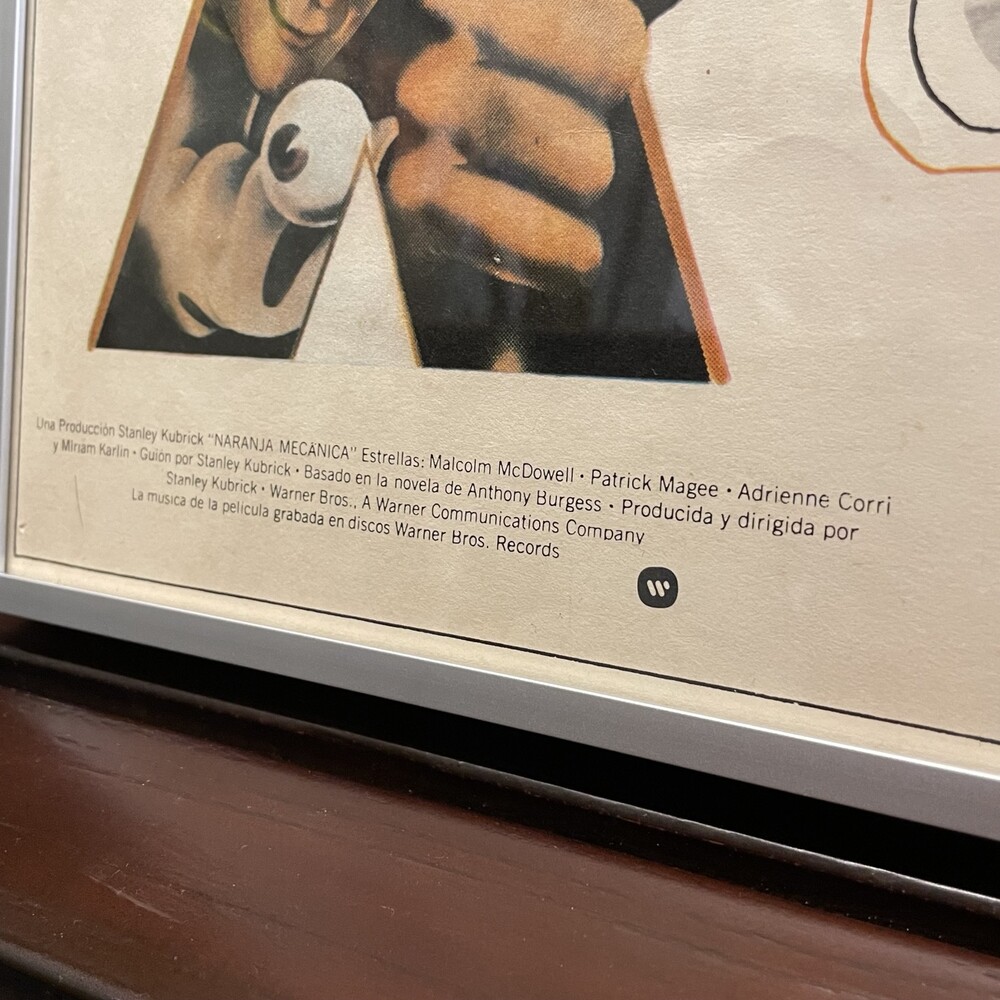 Una Producción Stanley Kubrick "NARANJA MECÁNICA" Estrellas: Malcolm McDowell · Patrick Magee · Adrienne Corri
y Miriam Karlin · Guión por Stanley Kubrick · Basado en la novela de Anthony Burgess · Producida y dirigida por
Stanley Kubrick · Warner Bros., A Warner Communications Company
La musica de la película grabada en discos Warner Bros. Records